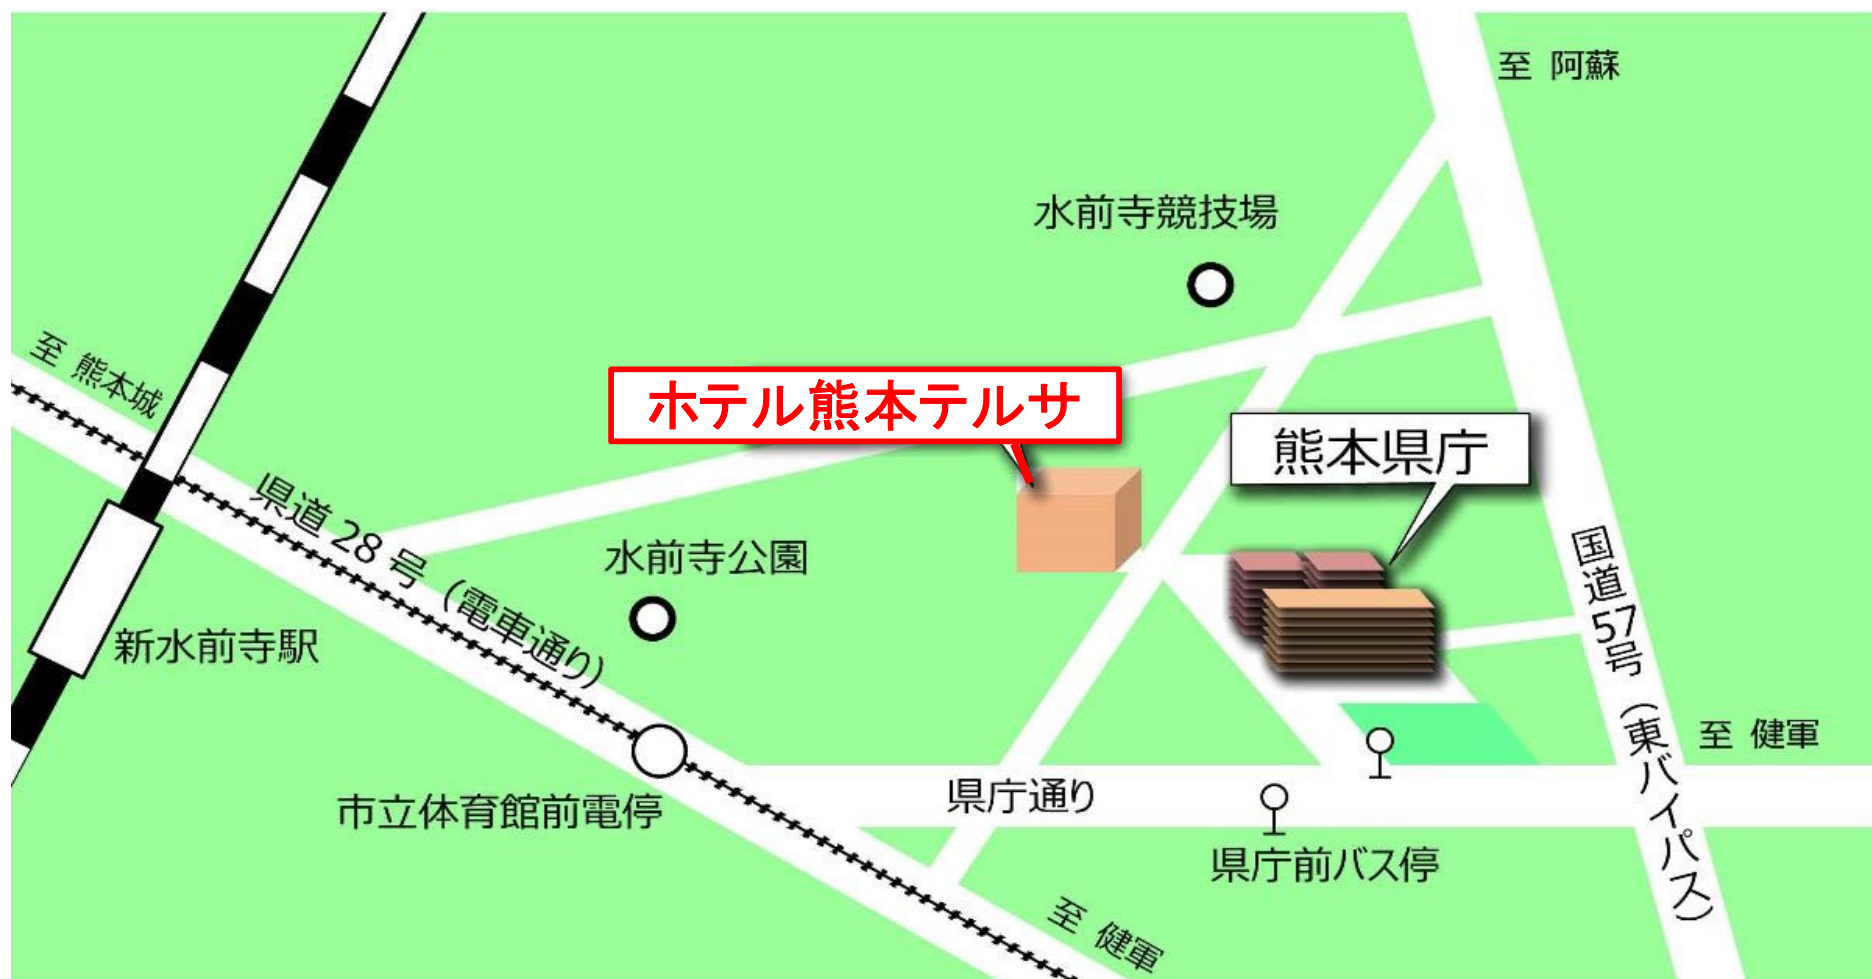 至 阿蘇
水前寺競技場
至 熊本城
ホテル熊本テルサ
熊本県庁
県道 28 号（電車通り）
水前寺公園
国道57号（東バイパス）
新水前寺駅
至 健軍
県庁通り
市立体育館前電停
県庁前バス停
至 健軍